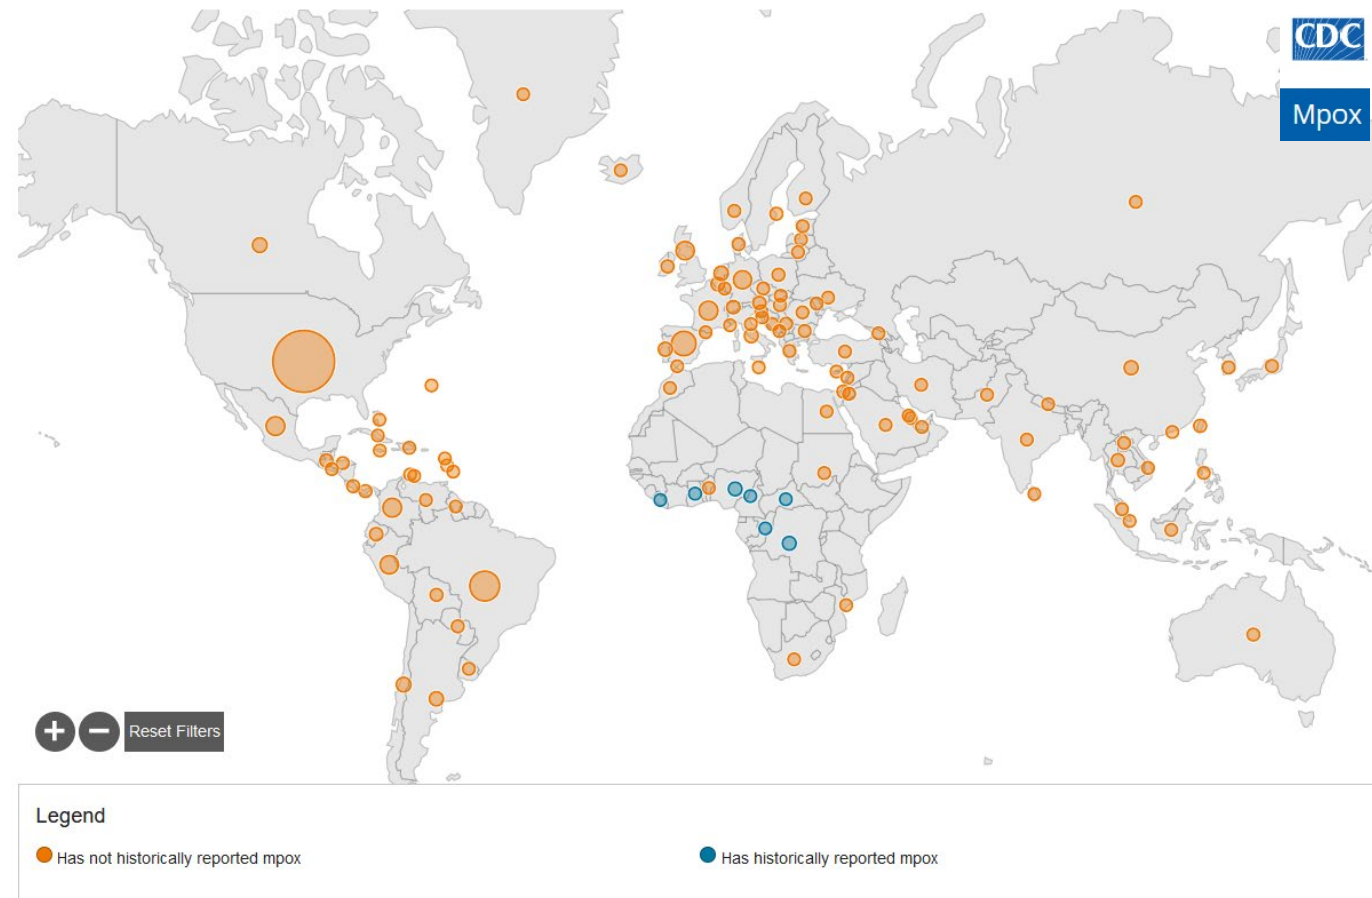 CDC
Mpox
+
−
Reset Filters
Legend
Has not historically reported mpox
Has historically reported mpox